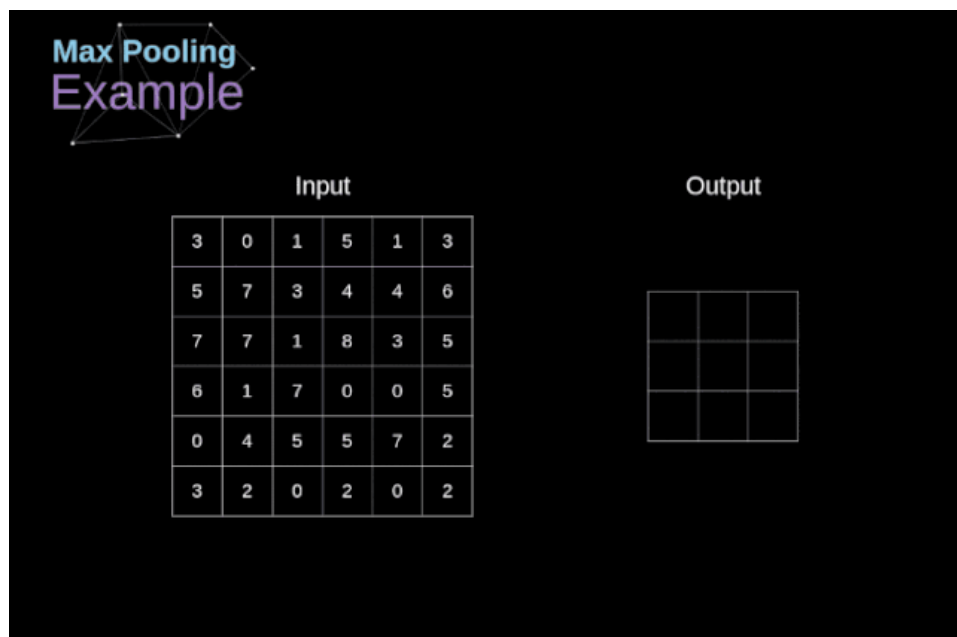 Max Pooling
Example
Input
Output
3 0 1 5 1 3
5 7 3 4 4 6
7 7 1 8 3 5
6 1 7 0 0 5
0 4 5 5 7 2
3 2 0 2 0 2